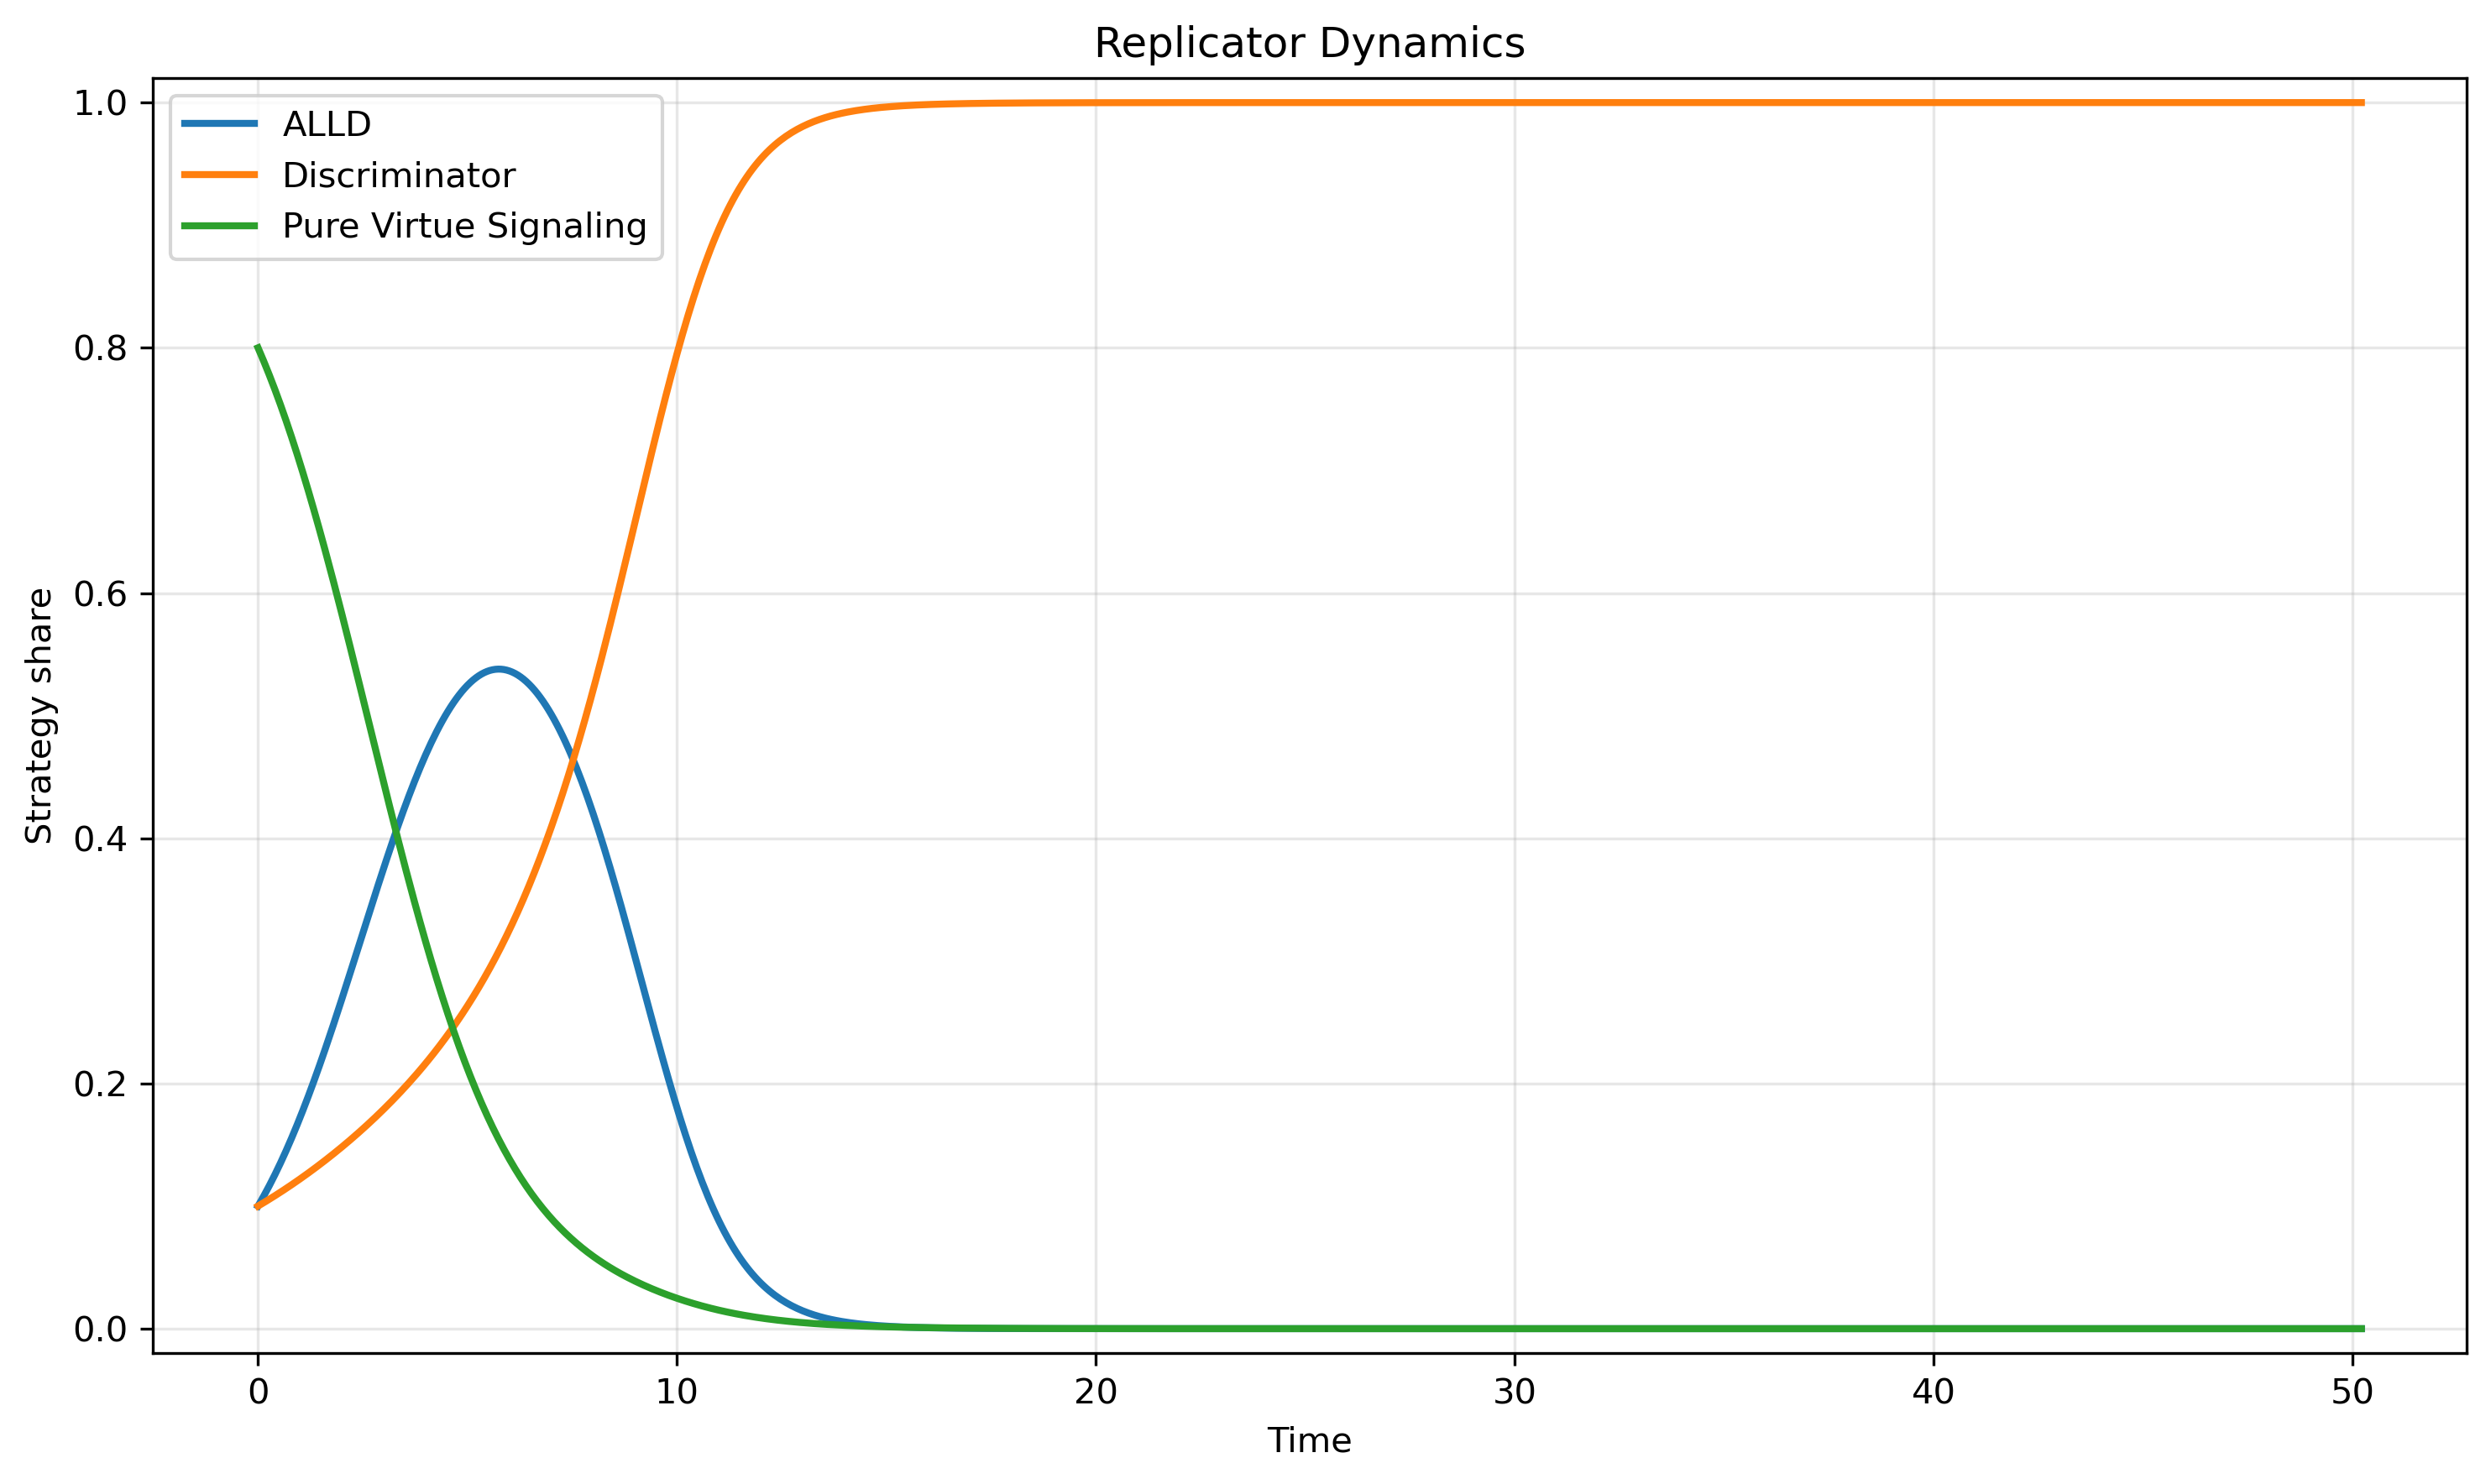 Replicator Dynamics
ALLD
Discriminator
Pure Virtue Signaling
Strategy share
1.0
0.8
0.6
0.4
0.2
0.0
0 10 20 30 40 50
Time